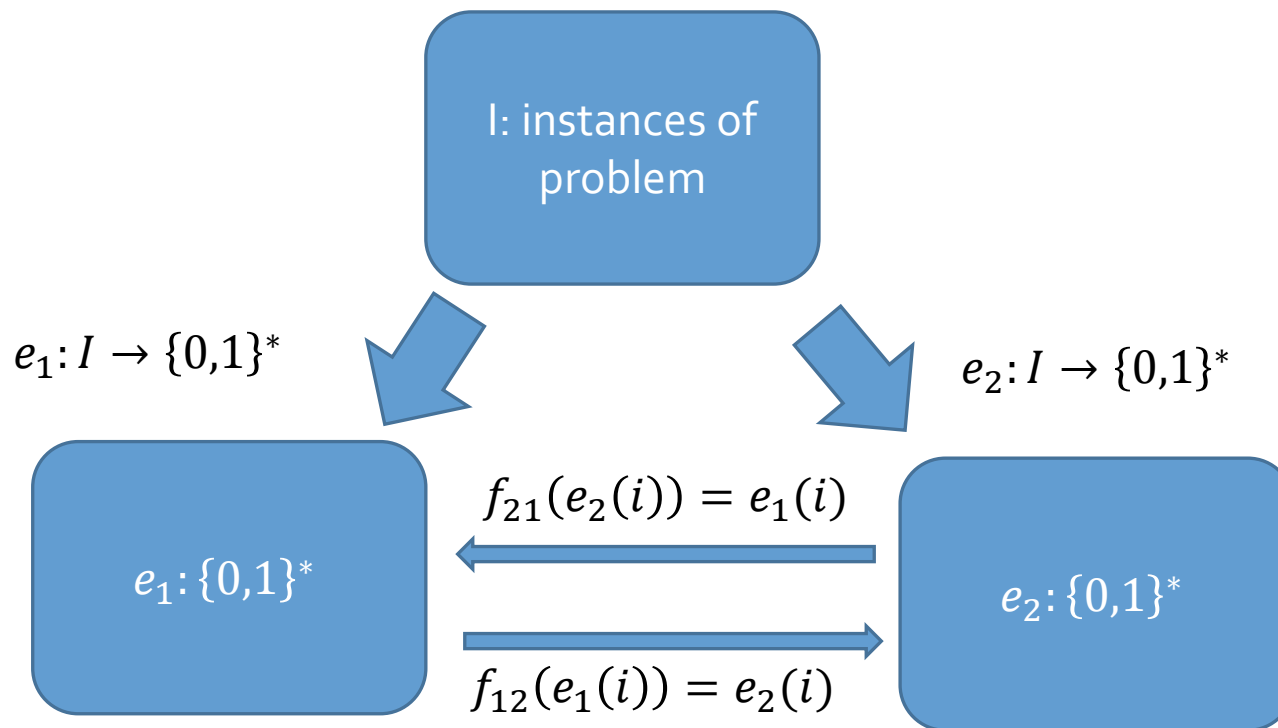 I: instances of
problem
e₁: I → {0,1}*
e₂: I → {0,1}*
f₂₁(e₂(i)) = e₁(i)
e₁: {0,1}*
e₂: {0,1}*
f₁₂(e₁(i)) = e₂(i)